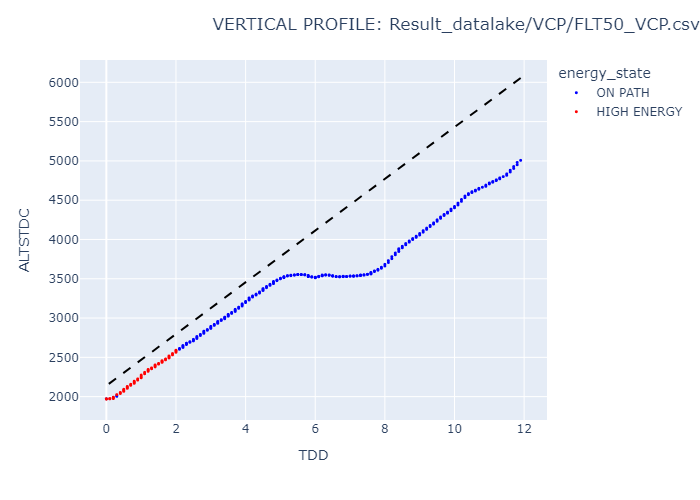 VERTICAL PROFILE: Result_datalake/VCP/FLT50_VCP.csv
energy_state
ON PATH
HIGH ENERGY
ALTSTDC
6000
5500
5000
4500
4000
3500
3000
2500
2000
0 2 4 6 8 10 12
TDD